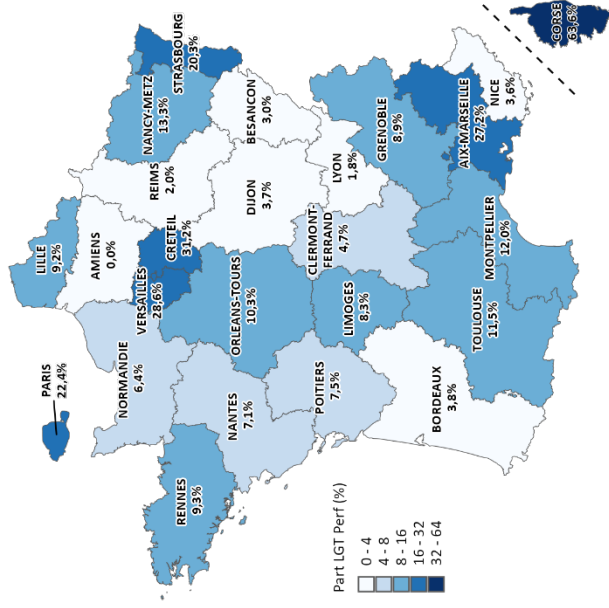 PARIS
22,4%
LILLE
9,2%
AMIENS
0,0%
NORMANDIE
6,4%
VERSAILLES
28,6%
CRETEIL
31,2%
REIMS
2,0%
NANCY-METZ
13,3%
STRASBOURG
20,3%
RENNES
9,3%
NANTES
7,1%
ORLEANS-TOURS
10,3%
DIJON
3,7%
BESANCON
3,0%
POITIERS
7,5%
LIMOGES
8,3%
CLERMONT-
FERRAND
4,7%
LYON
1,8%
GRENOBLE
8,9%
BORDEAUX
3,8%
TOULOUSE
11,5%
MONTPELLIER
12,0%
AIX-MARSEILLE
27,2%
NICE
3,6%
CORSE
63,6%
Part LGT Perf (%)
0 - 4
4 - 8
8 - 16
16 - 32
32 - 64